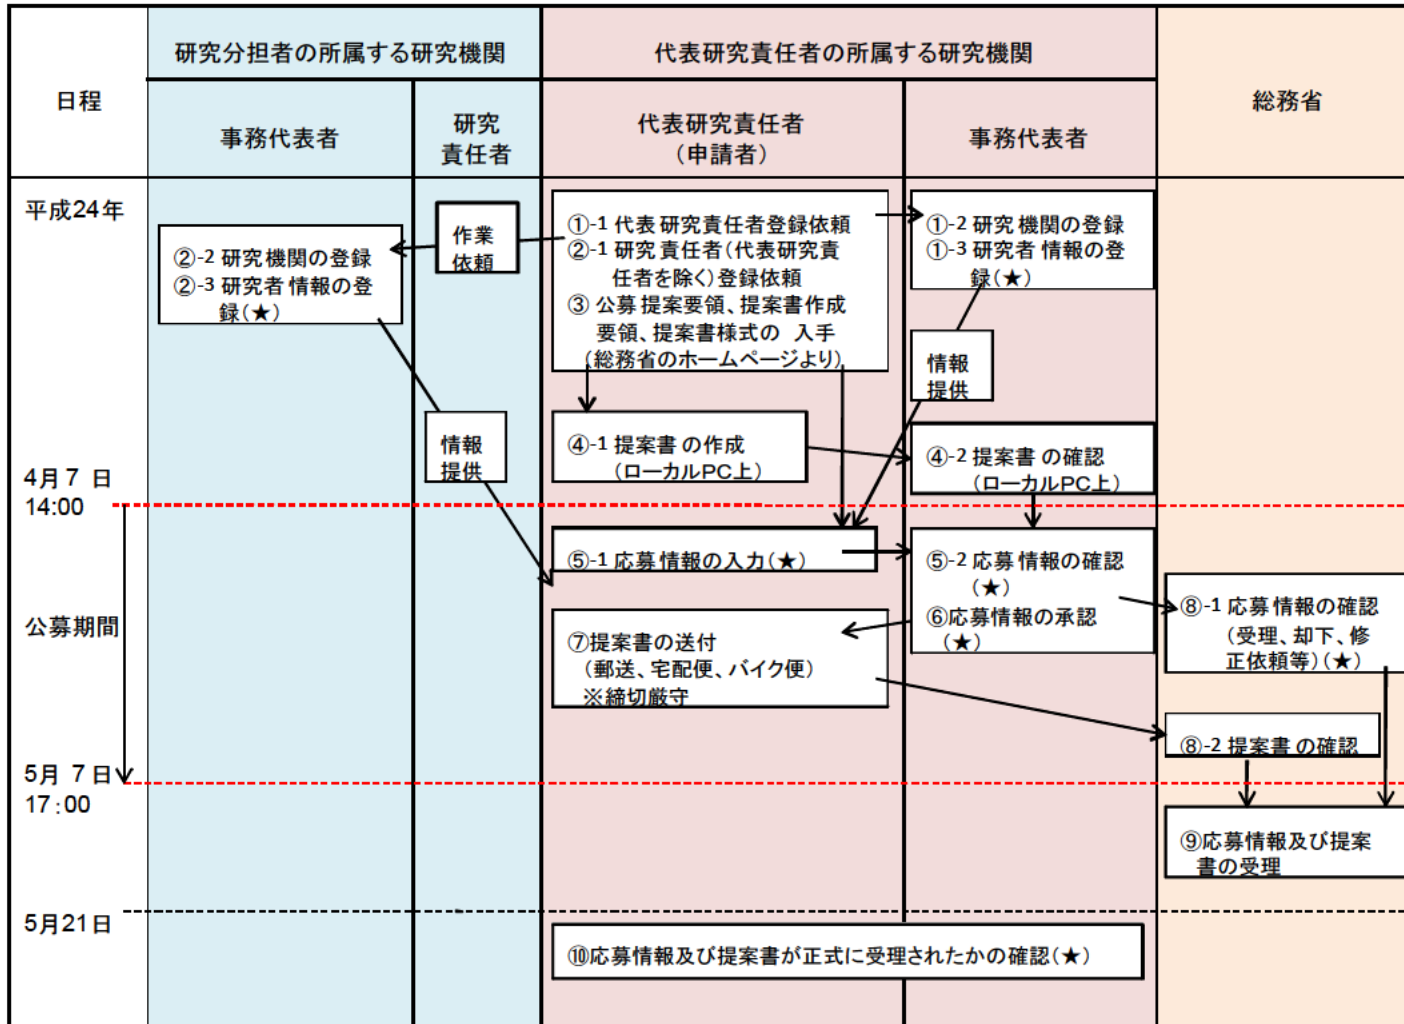 日程
研究分担者の所属する研究機関
代表研究責任者の所属する研究機関
総務省
事務代表者
研究
責任者
代表研究責任者
（申請者）
事務代表者
平成24年
②-2 研究機関の登録
②-3 研究者情報の登
録(★)
作業
依頼
①-1 代表研究責任者登録依頼
②-1 研究責任者(代表研究責
任者を除く)登録依頼
③ 公募提案要領、提案書作成
要領、提案書様式の 入手
(総務省のホームページより)
①-2 研究機関の登録
①-3 研究者情報の登
録(★)
情報
提供
情報
提供
④-1 提案書の作成
(ローカルPC上)
④-2 提案書の確認
(ローカルPC上)
4月 7 日
14:00
⑤-1 応募情報の入力(★)
⑤-2 応募情報の確認
(★)
⑥応募情報の承認
(★)
公募期間
⑦提案書の送付
(郵送、宅配便、バイク便)
※締切厳守
⑧-1 応募情報の確認
(受理、却下、修
正依頼等)(★)
⑧-2 提案書の確認
5月 7 日
17:00
⑨応募情報及び提案
書の受理
5月21日
⑩応募情報及び提案書が正式に受理されたかの確認(★)